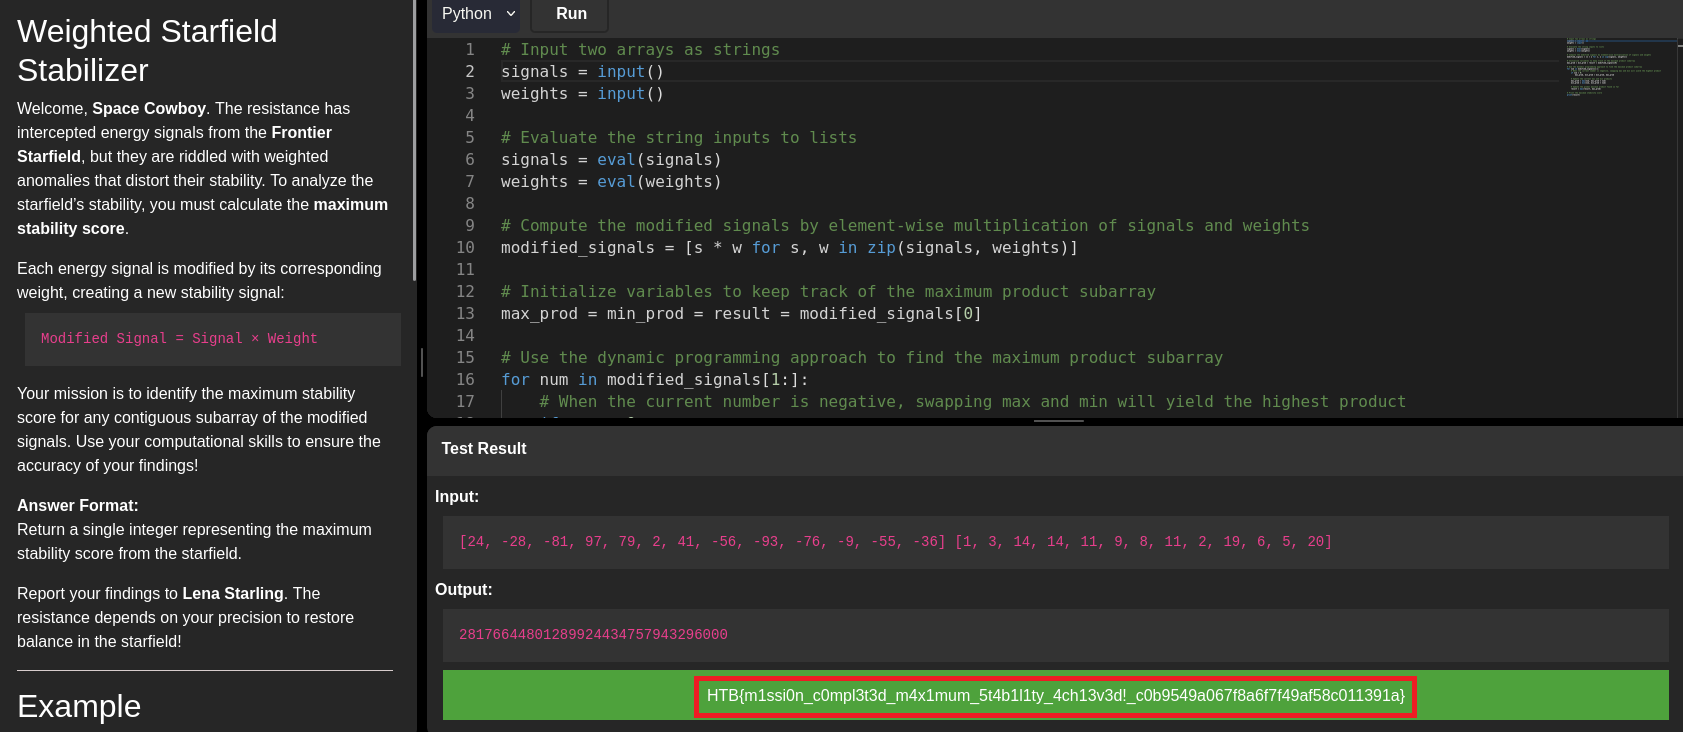 Weighted Starfield
Stabilizer
Welcome, Space Cowboy. The resistance has
intercepted energy signals from the Frontier
Starfield, but they are riddled with weighted
anomalies that distort their stability. To analyze the
starfield’s stability, you must calculate the maximum
stability score.
Each energy signal is modified by its corresponding
weight, creating a new stability signal:
Modified Signal = Signal × Weight
Your mission is to identify the maximum stability
score for any contiguous subarray of the modified
signals. Use your computational skills to ensure the
accuracy of your findings!
Answer Format:
Return a single integer representing the maximum
stability score from the starfield.
Report your findings to Lena Starling. The
resistance depends on your precision to restore
balance in the starfield!
Example
Python Run
1 # Input two arrays as strings
2 signals = input()
3 weights = input()
4
5 # Evaluate the string inputs to lists
6 signals = eval(signals)
7 weights = eval(weights)
8
9 # Compute the modified signals by element-wise multiplication of signals and weights
10 modified_signals = [s * w for s, w in zip(signals, weights)]
11
12 # Initialize variables to keep track of the maximum product subarray
13 max_prod = min_prod = result = modified_signals[0]
14
15 # Use the dynamic programming approach to find the maximum product subarray
16 for num in modified_signals[1:]:
17 # When the current number is negative, swapping max and min will yield the highest product
Test Result
Input:
[24, -28, -81, 97, 79, 2, 41, -56, -93, -76, -9, -55, -36] [1, 3, 14, 14, 11, 9, 8, 11, 2, 19, 6, 5, 20]
Output:
28176644801289924434757943296000
HTB{m1ssi0n_c0mpl3t3d_m4x1mum_5t4b1l1ty_4ch13v3d!_c0b9549a067f8a6f7f49af58c011391a}